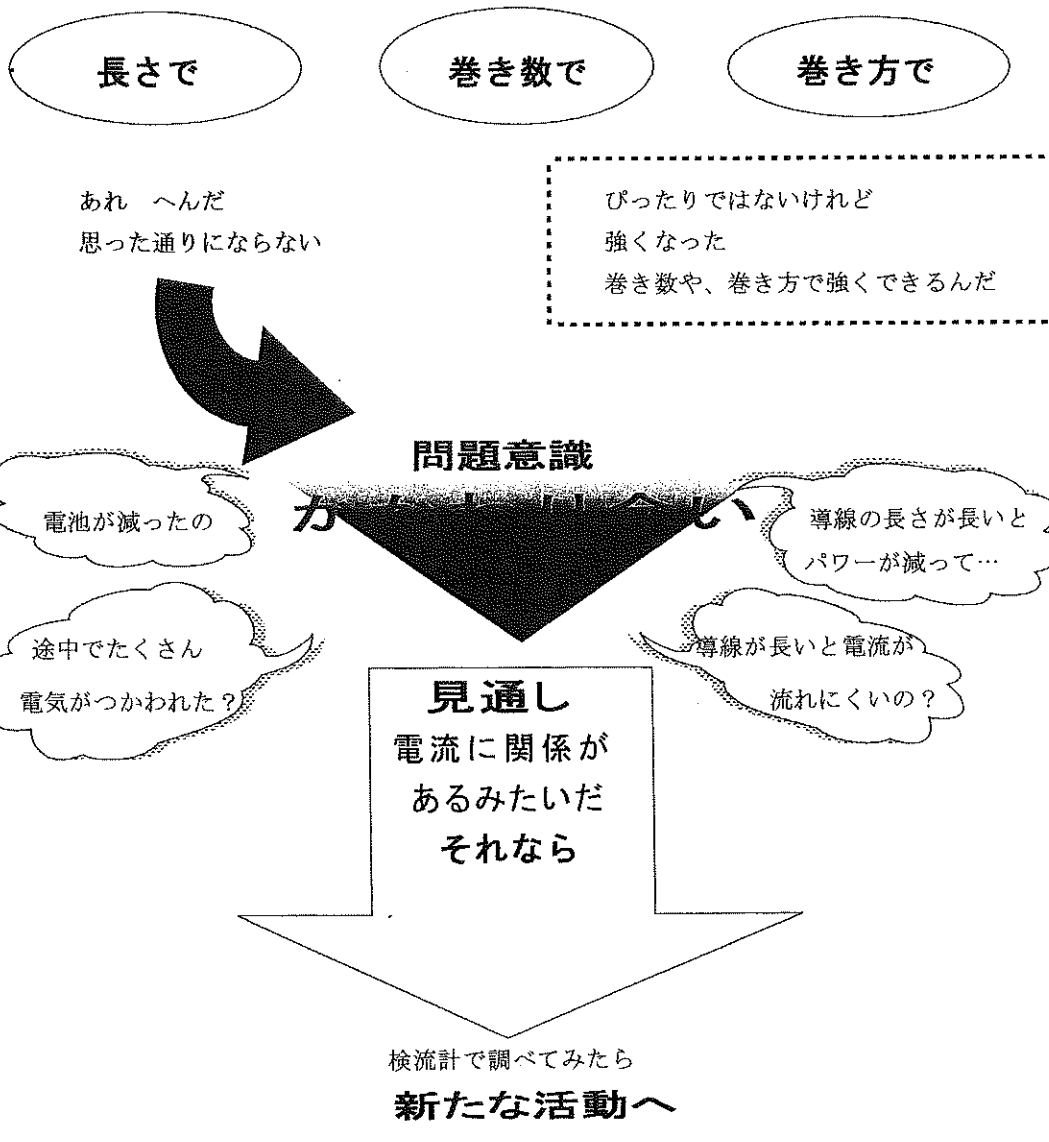 長さで
巻き数で
巻き方で
あれ　へんだ
思った通りにならない
ぴったりではないけれど
強くなった
巻き数や、巻き方で強くできるんだ
問題意識
電池が減ったの
導線の長さが長いと
パワーが減って…
途中でたくさん
電気がつかわれた？
導線が長いと電流が
流れにくいの？
見通し
電流に関係が
あるみたいだ
それなら
検流計で調べてみたら
新たな活動へ